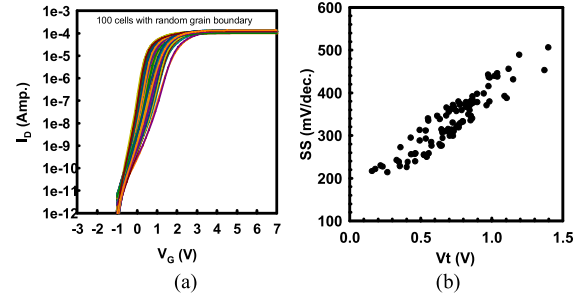 100 cells with random grain boundary
1e-3
1e-4
1e-5
1e-6
1e-7
1e-8
1e-9
1e-10
1e-11
1e-12
I_D (Amp.)
-3 -2 -1 0 1 2 3 4 5 6 7
V_G (V)
(a)
600
500
400
300
200
100
SS (mV/dec.)
0.0 0.5 1.0 1.5
Vt (V)
(b)